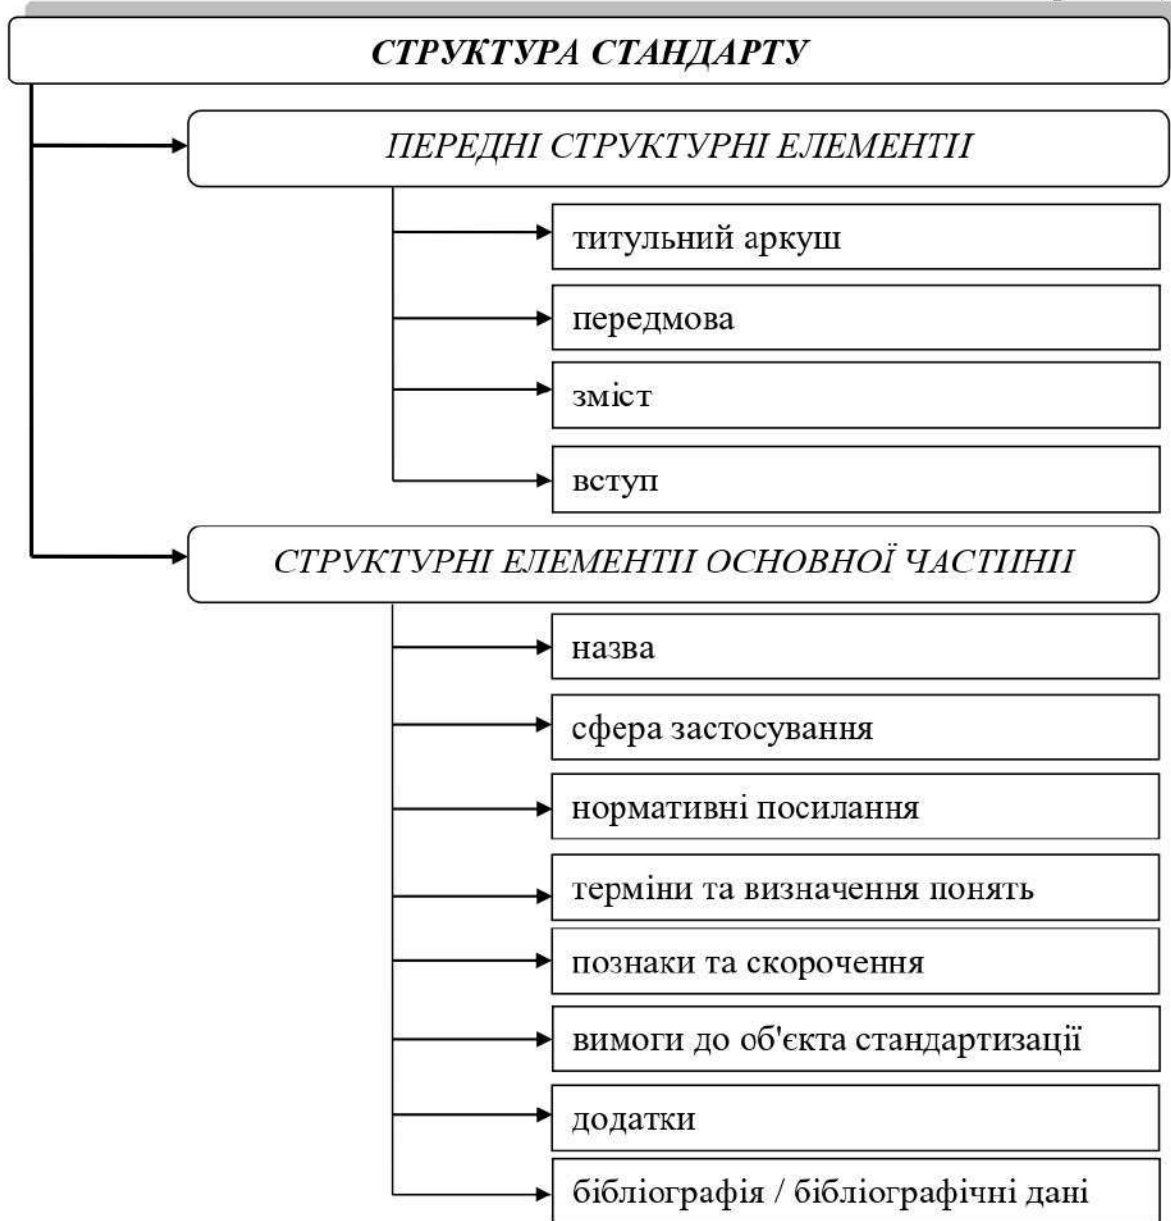 СТРУКТУРА СТАНДАРТУ
ПЕРЕДНІ СТРУКТУРНІ ЕЛЕМЕНТИ
титульний аркуш
передмова
зміст
вступ
СТРУКТУРНІ ЕЛЕМЕНТИ ОСНОВНОЇ ЧАСТИНИ
назва
сфера застосування
нормативні посилання
терміни та визначення понять
познаки та скорочення
вимоги до об'єкта стандартизації
додатки
бібліографія / бібліографічні дані